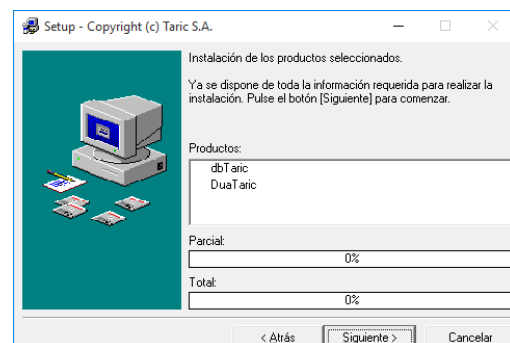 Setup - Copyright (c) Taric S.A.
Instalación de los productos seleccionados.
Ya se dispone de toda la información requerida para realizar la
instalación. Pulse el botón [Siguiente] para comenzar.
Productos:
dbTaric
DuaTaric
Parcial:
0%
Total:
0%
< Atrás Siguiente > Cancelar